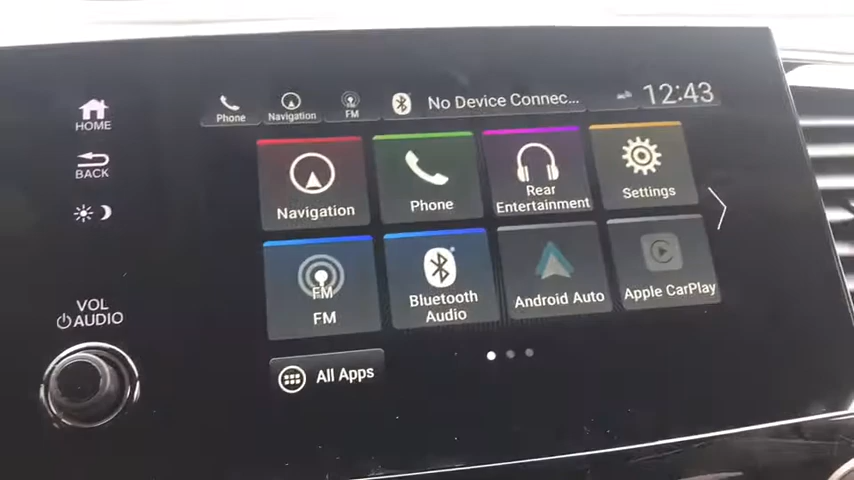 HOME
BACK
VOL
AUDIO
Phone
Navigation
FM
No Device Connec...
12:43
Navigation
Phone
Rear
Entertainment
Settings
FM
FM
Bluetooth
Audio
Android Auto
Apple CarPlay
All Apps